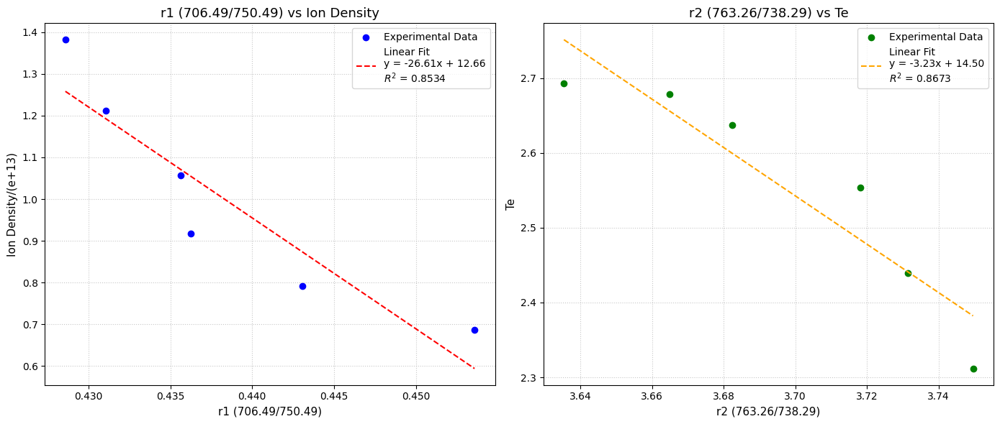 r1 (706.49/750.49) vs Ion Density
Experimental Data
Linear Fit
y = -26.61x + 12.66
R² = 0.8534
Ion Density/(e+13)
1.4
1.3
1.2
1.1
1.0
0.9
0.8
0.7
0.6
0.430 0.435 0.440 0.445 0.450
r1 (706.49/750.49)
r2 (763.26/738.29) vs Te
Experimental Data
Linear Fit
y = -3.23x + 14.50
R² = 0.8673
Te
2.7
2.6
2.5
2.4
2.3
3.64 3.66 3.68 3.70 3.72 3.74
r2 (763.26/738.29)